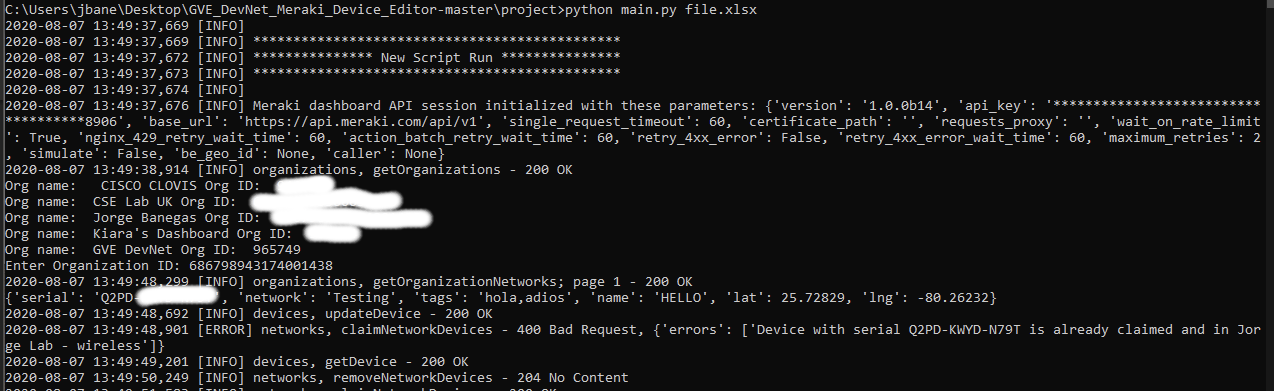 C:\Users\jbane\Desktop\GVE_DevNet_Meraki_Device_Editor-master\project>python main.py file.xlsx
2020-08-07 13:49:37,669 [INFO]
2020-08-07 13:49:37,669 [INFO] **********************************************
2020-08-07 13:49:37,672 [INFO] *************** New Script Run ***************
2020-08-07 13:49:37,673 [INFO] **********************************************
2020-08-07 13:49:37,674 [INFO]
2020-08-07 13:49:37,676 [INFO] Meraki dashboard API session initialized with these parameters: {'version': '1.0.0b14', 'api_key': '**************************
**********8906', 'base_url': 'https://api.meraki.com/api/v1', 'single_request_timeout': 60, 'certificate_path': '', 'requests_proxy': '', 'wait_on_rate_limit
': True, 'nginx_429_retry_wait_time': 60, 'action_batch_retry_wait_time': 60, 'retry_4xx_error': False, 'retry_4xx_error_wait_time': 60, 'maximum_retries': 2
, 'simulate': False, 'be_geo_id': None, 'caller': None}
2020-08-07 13:49:38,914 [INFO] organizations, getOrganizations - 200 OK
Org name:   CISCO CLOVIS Org ID:
Org name:  CSE Lab UK Org ID:
Org name:  Jorge Banegas Org ID:
Org name:  Kiara's Dashboard Org ID:
Org name:  GVE DevNet Org ID:  965749
Enter Organization ID: 686798943174001438
2020-08-07 13:49:48,299 [INFO] organizations, getOrganizationNetworks; page 1 - 200 OK
{'serial': 'Q2PD- , 'network': 'Testing', 'tags': 'hola,adios', 'name': 'HELLO', 'lat': 25.72829, 'lng': -80.26232}
2020-08-07 13:49:48,692 [INFO] devices, updateDevice - 200 OK
2020-08-07 13:49:48,901 [ERROR] networks, claimNetworkDevices - 400 Bad Request, {'errors': ['Device with serial Q2PD-KWYD-N79T is already claimed and in Jor
ge Lab - wireless']}
2020-08-07 13:49:49,201 [INFO] devices, getDevice - 200 OK
2020-08-07 13:49:50,249 [INFO] networks, removeNetworkDevices - 204 No Content